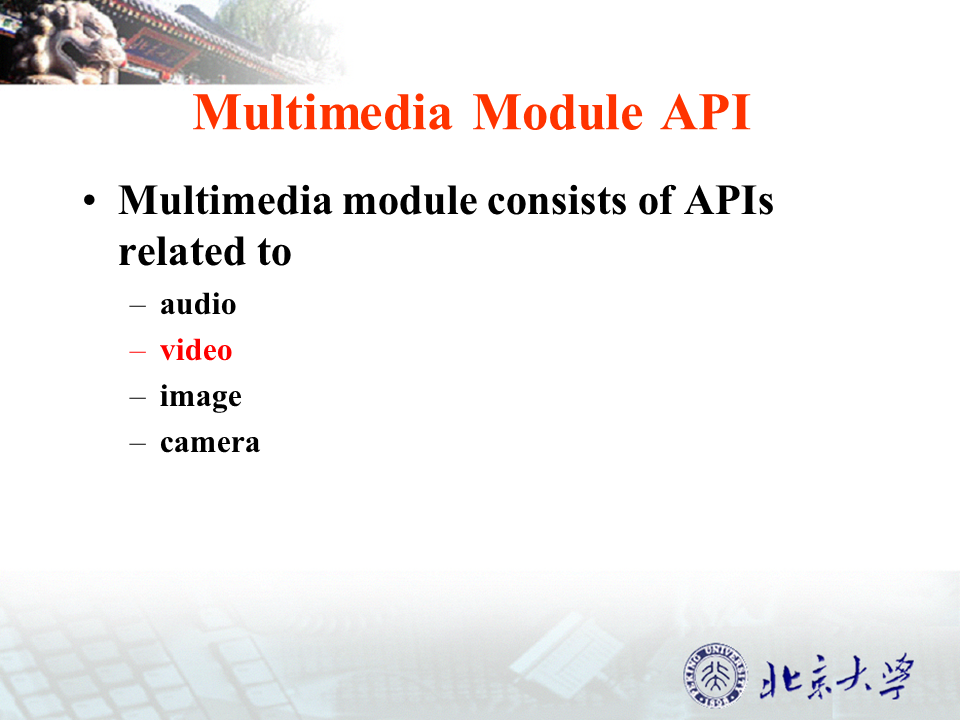 Multimedia Module API
• Multimedia module consists of APIs
related to
– audio
– video
– image
– camera
PEKING UNIVERSITY
1898
北京大学